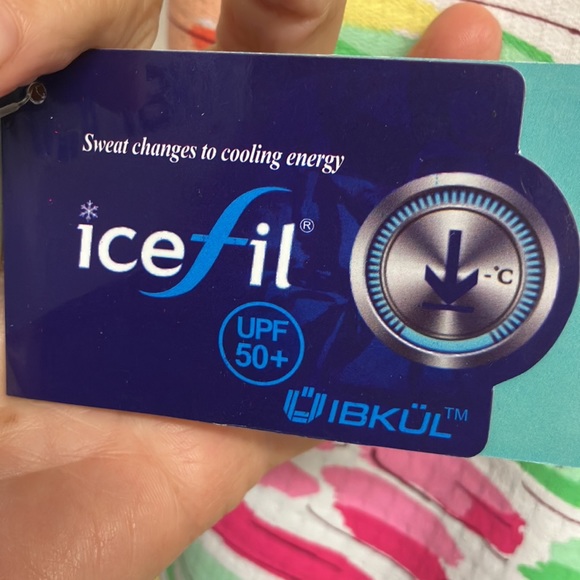 Sweat changes to cooling energy
icefil®
UPF
50+
-°C
IBKÜL™